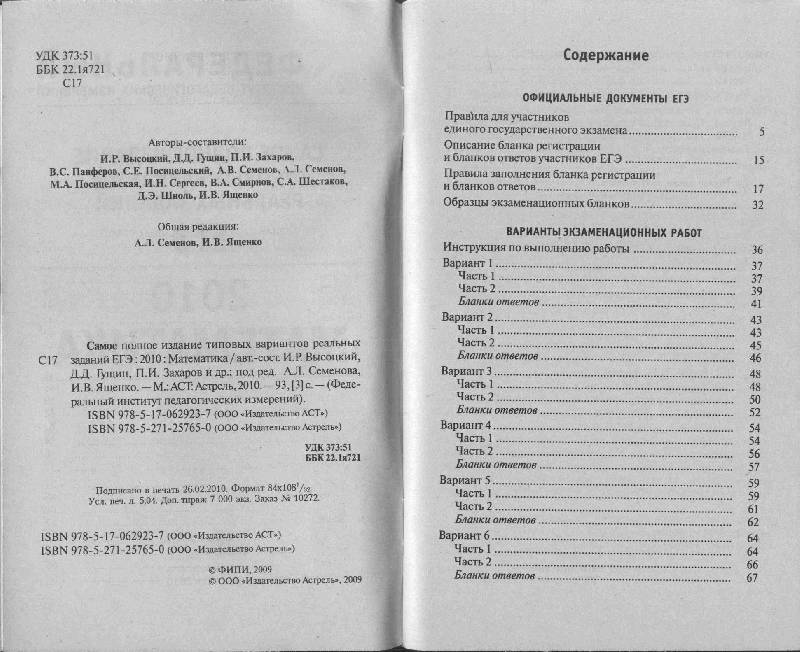 УДК 373:51
ББК 22.1я721
С17
Авторы-составители:
И.Р. Высоцкий, Д.Д. Гущин, П.И. Захаров,
В.С. Панферов, С.Е. Посицельский, А.В. Семенов, А.Л. Семенов,
М.А. Посицельская, И.Н. Сергеев, В.А. Смирнов, С.А. Шестаков,
Д.Э. Шноль, И.В. Ященко
Общая редакция:
А.Л. Семенов, И.В. Ященко
Самое полное издание типовых вариантов реальных
С17 заданий ЕГЭ : 2010 : Математика / авт.-сост. И.Р. Высоцкий,
Д.Д. Гущин, П.И. Захаров и др.; под ред. А.Л. Семенова,
И.В. Ященко. — М.: АСТ: Астрель, 2010. — 93, [3] с. — (Феде-
ральный институт педагогических измерений).
ISBN 978-5-17-062923-7 (ООО «Издательство АСТ»)
ISBN 978-5-271-25765-0 (ООО «Издательство Астрель»)
УДК 373:51
ББК 22.1я721
Подписано в печать 26.02.2010. Формат 84х108 1/32
Усл. печ. л. 5,04. Доп. тираж 7 000 экз. Заказ № 10272.
ISBN 978-5-17-062923-7 (ООО «Издательство АСТ»)
ISBN 978-5-271-25765-0 (ООО «Издательство Астрель»)
© ФИПИ, 2009
© ООО «Издательство Астрель», 2009
Содержание
ОФИЦИАЛЬНЫЕ ДОКУМЕНТЫ ЕГЭ
Правила для участников
единого государственного экзамена 5
Описание бланка регистрации
и бланков ответов участников ЕГЭ 15
Правила заполнения бланка регистрации
и бланков ответов 17
Образцы экзаменационных бланков 32
ВАРИАНТЫ ЭКЗАМЕНАЦИОННЫХ РАБОТ
Инструкция по выполнению работы 36
Вариант 1 37
Часть 1 37
Часть 2 39
Бланки ответов 41
Вариант 2 43
Часть 1 43
Часть 2 45
Бланки ответов 46
Вариант 3 48
Часть 1 48
Часть 2 50
Бланки ответов 52
Вариант 4 54
Часть 1 54
Часть 2 56
Бланки ответов 57
Вариант 5 59
Часть 1 59
Часть 2 61
Бланки ответов 62
Вариант 6 64
Часть 1 64
Часть 2 66
Бланки ответов 67